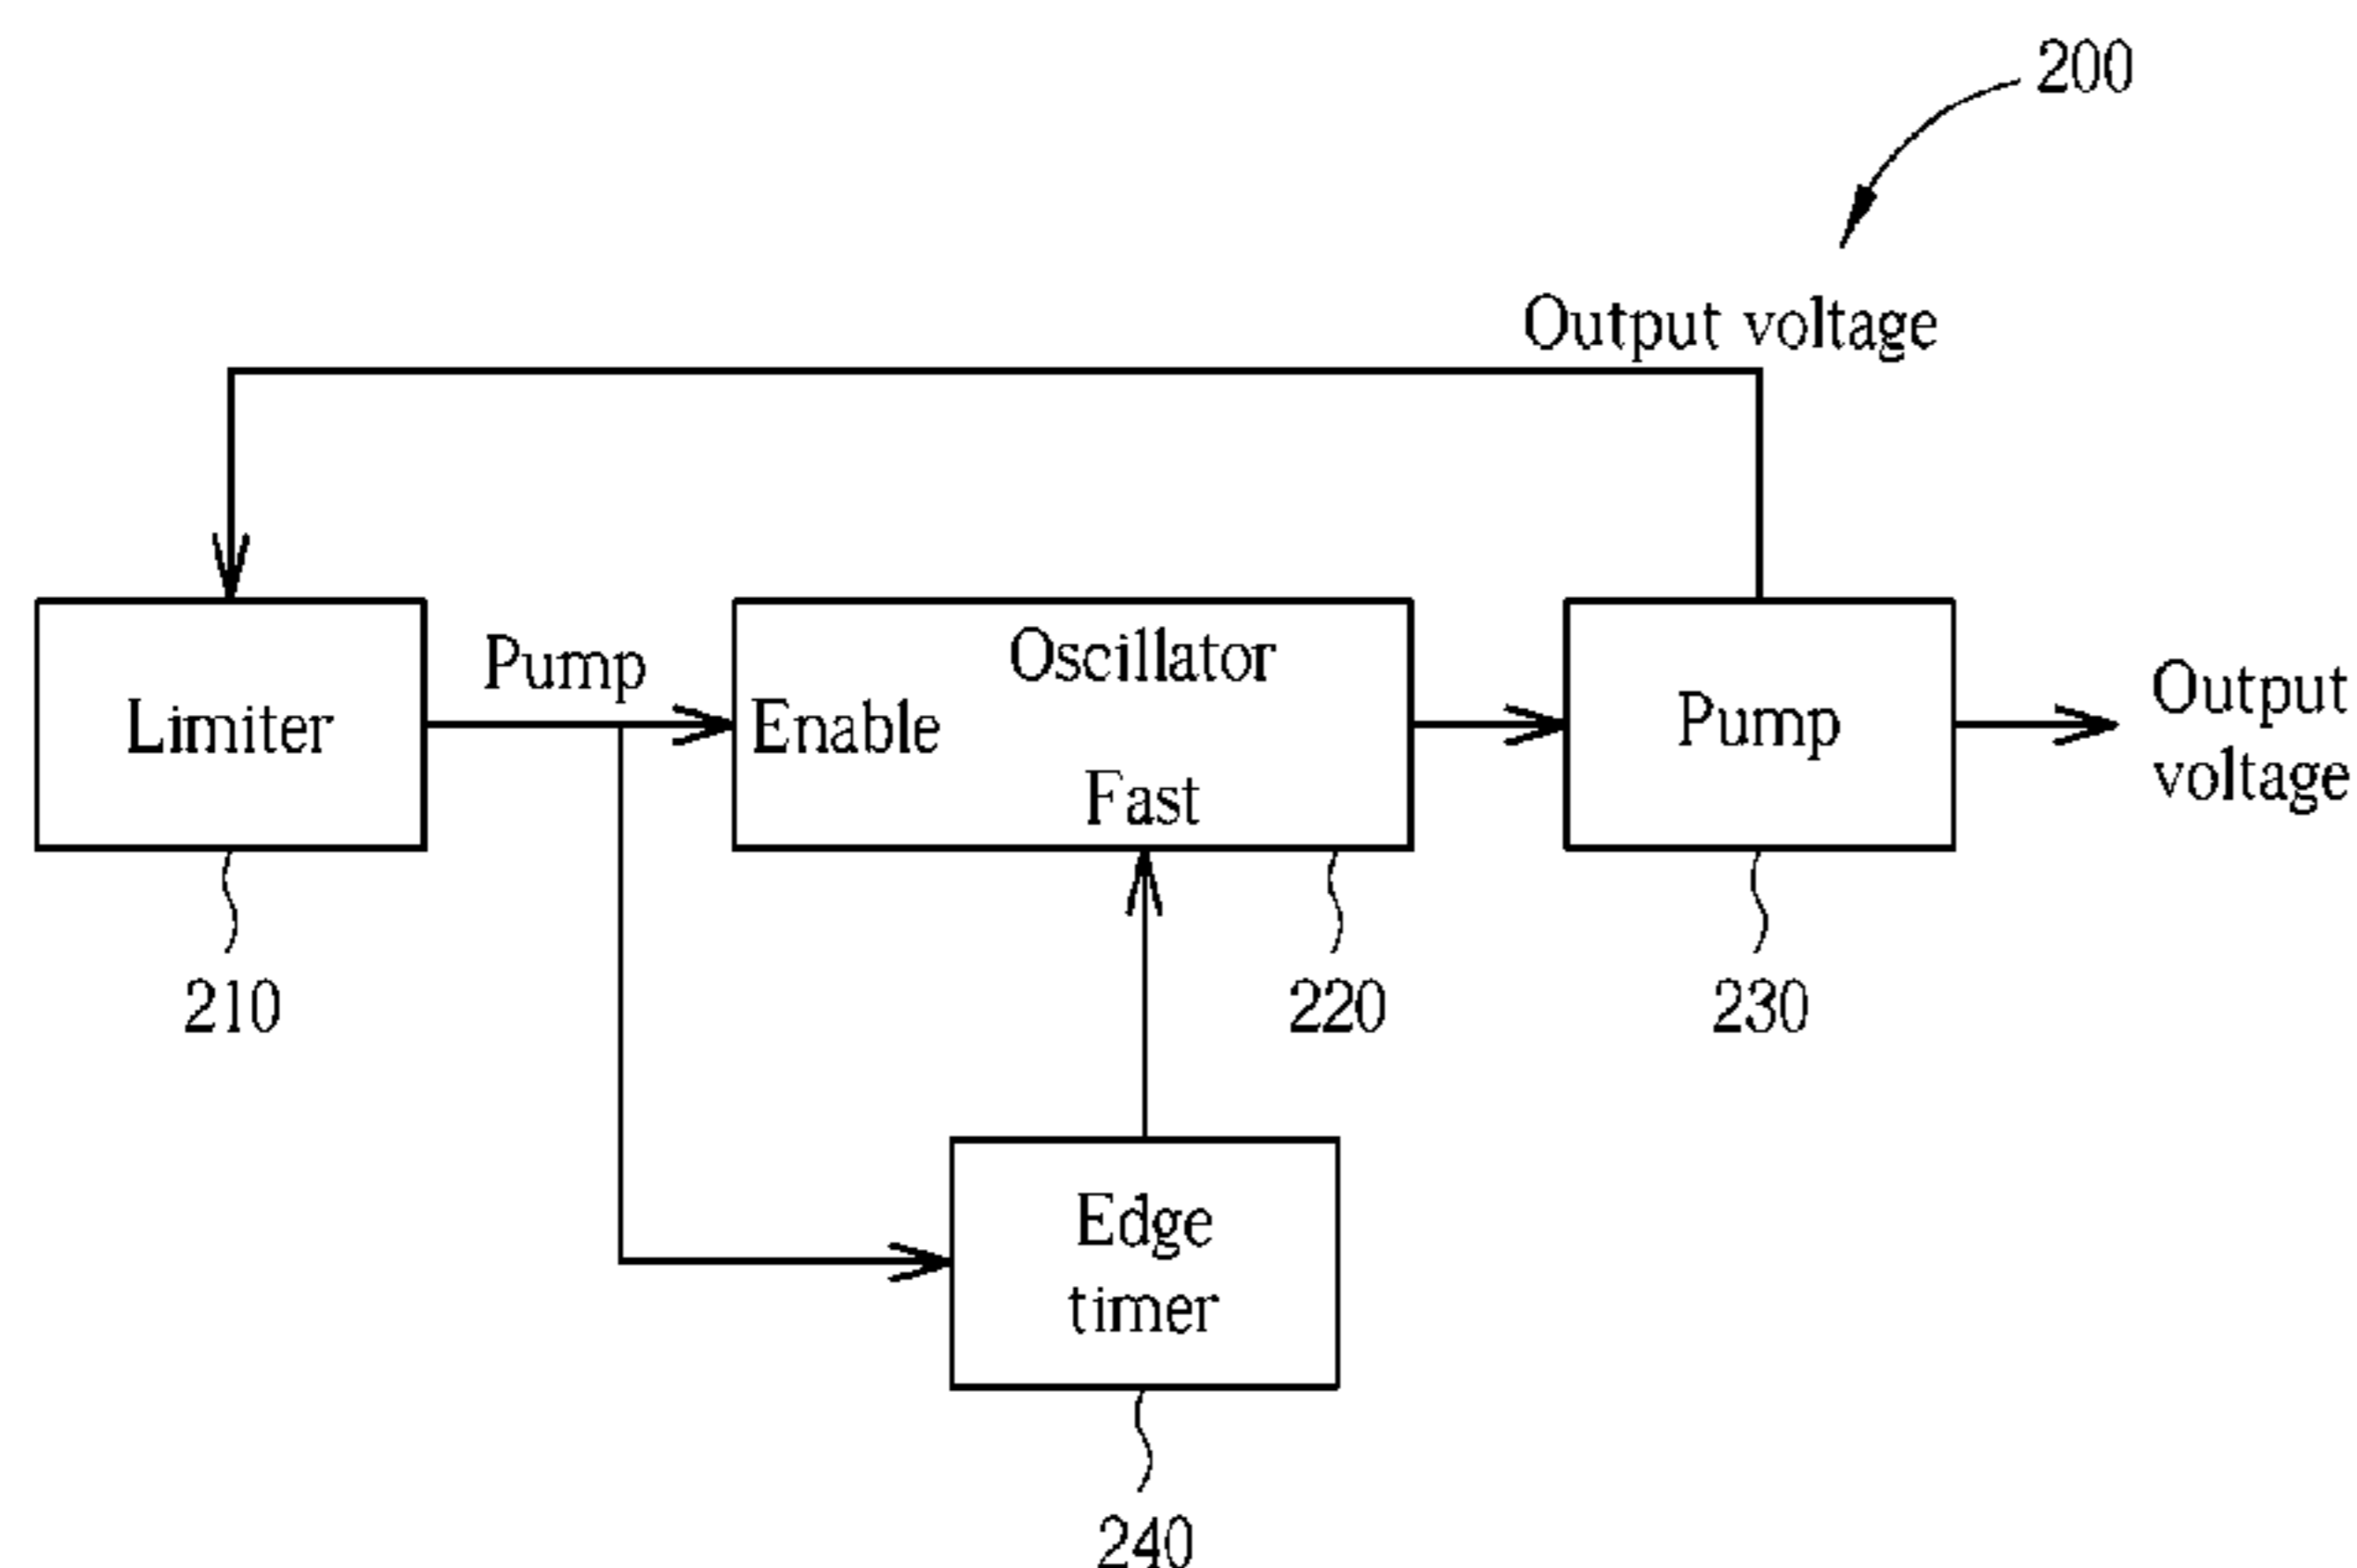 200
Output voltage
Pump
Oscillator
Limiter
Enable
Fast
Pump
Output
voltage
210
220
230
Edge
timer
240